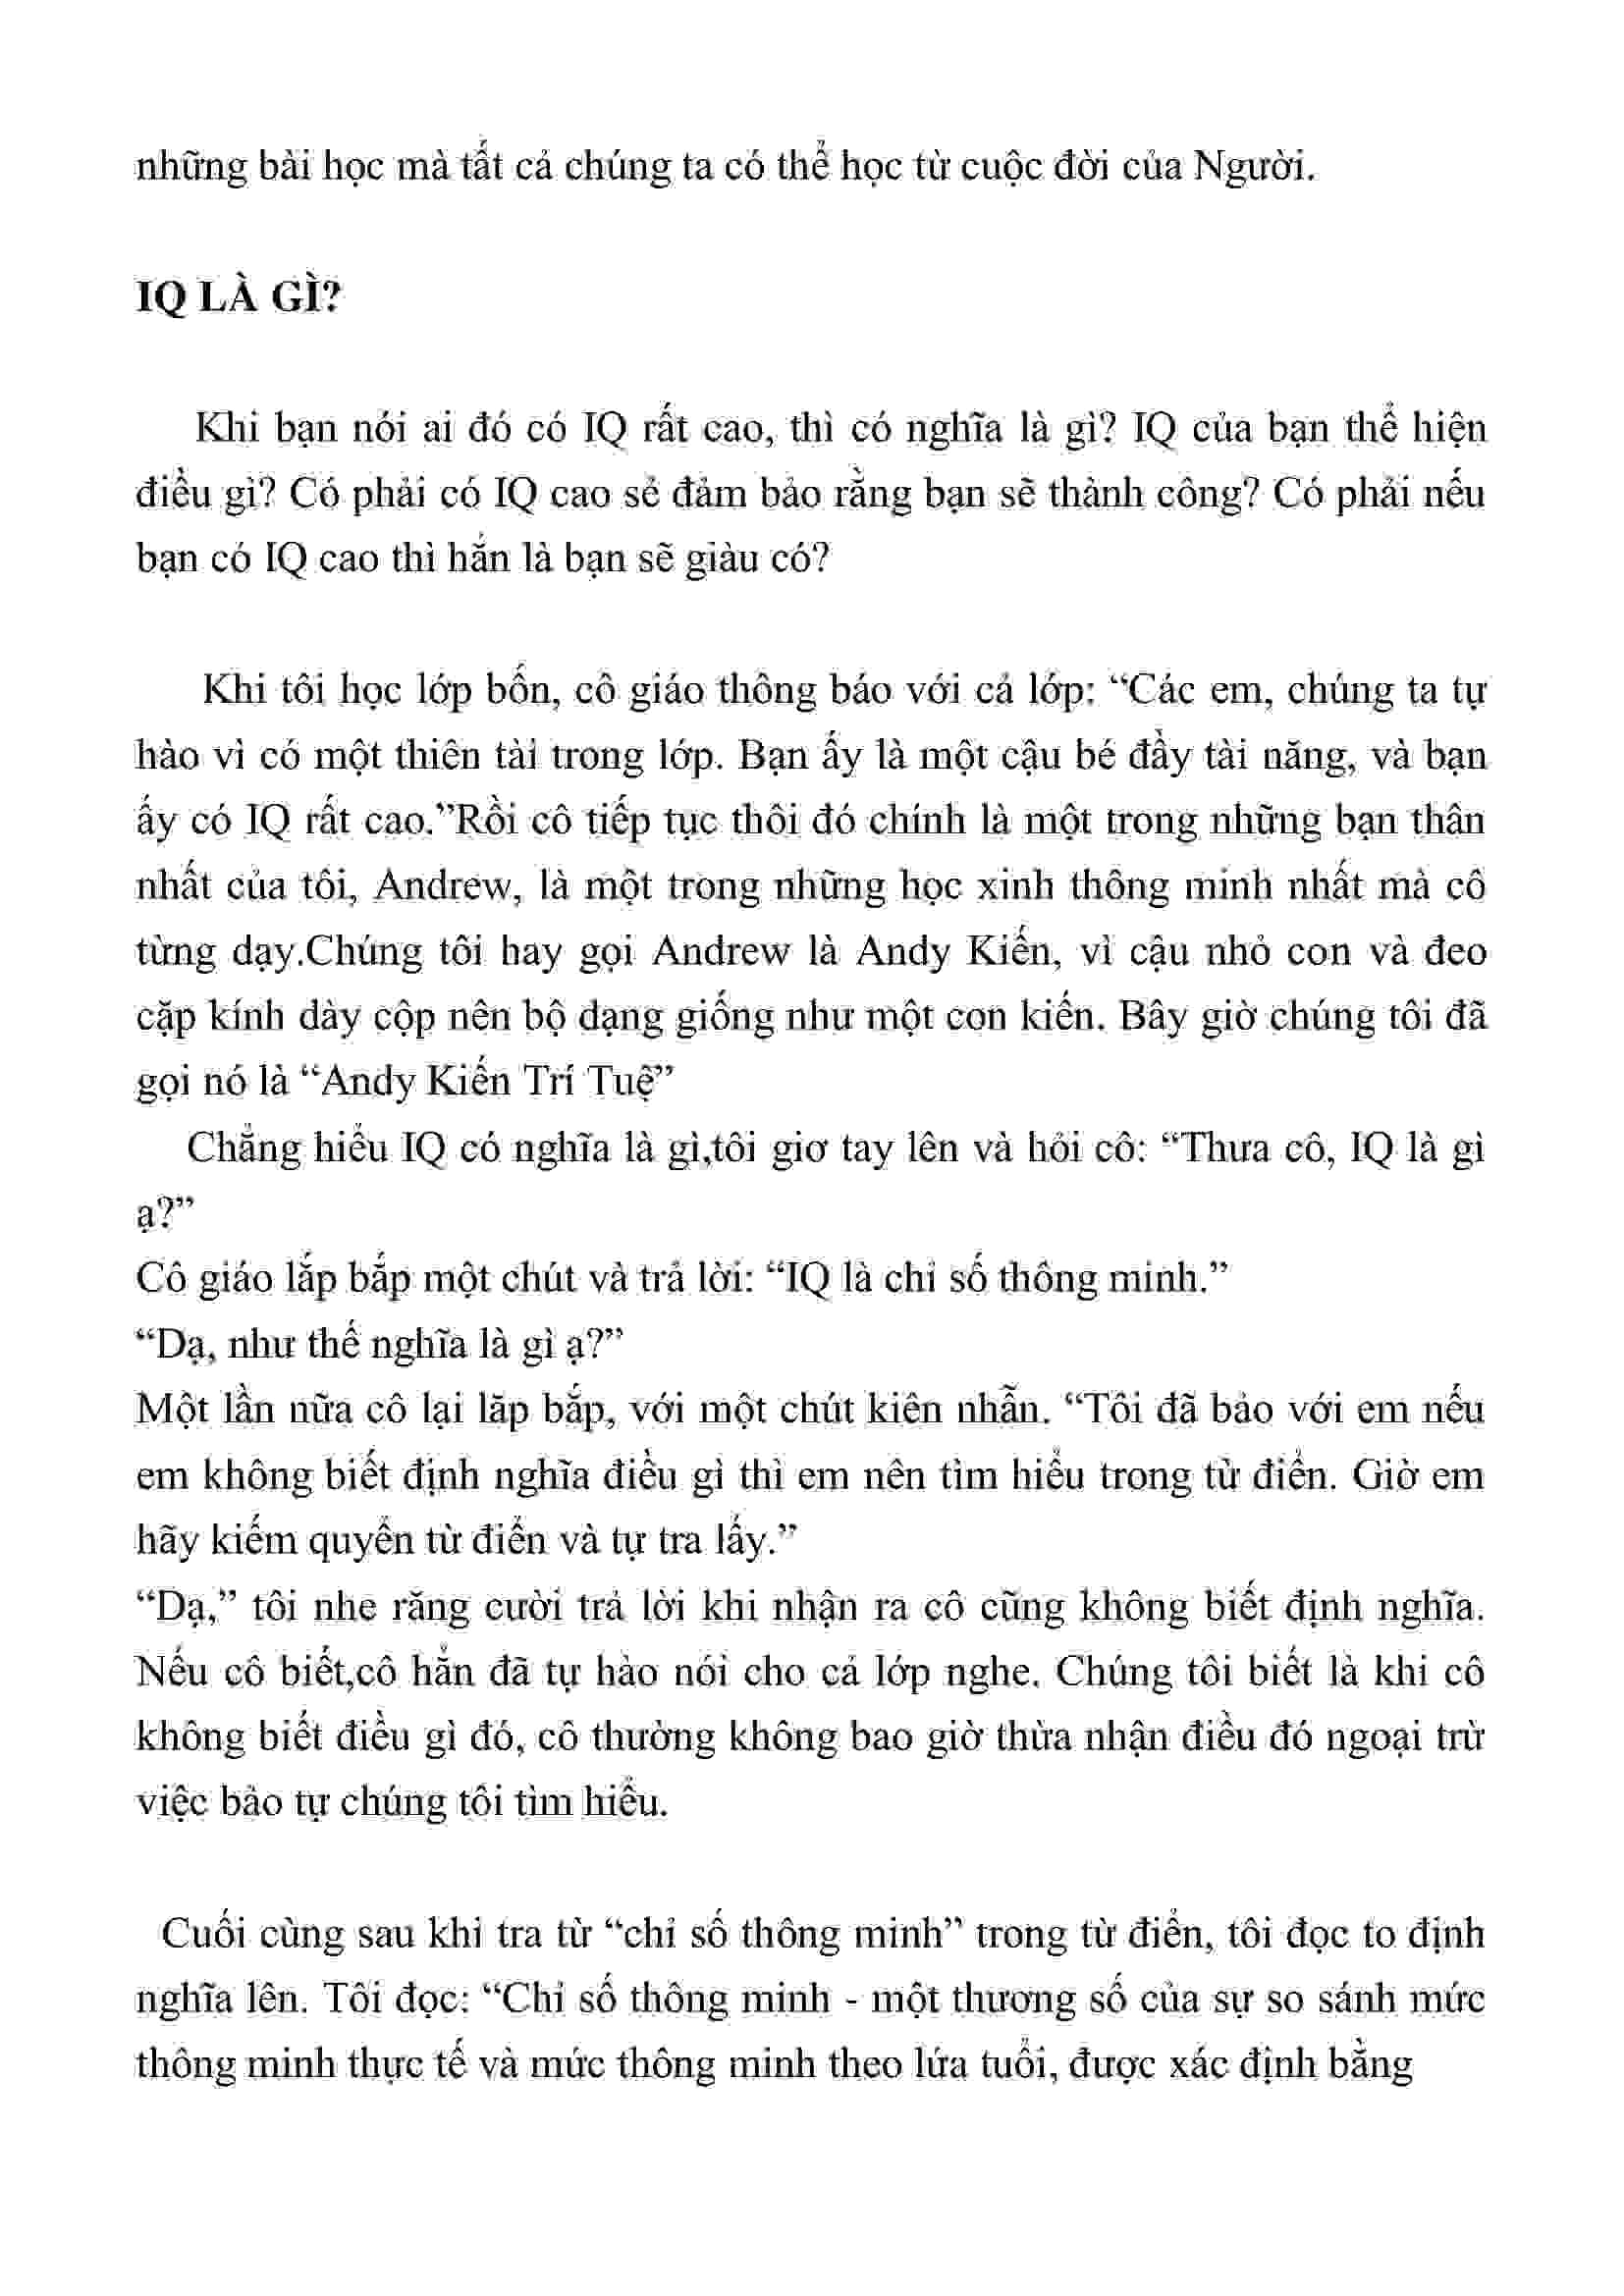 những bài học mà tất cả chúng ta có thể học từ cuộc đời của Người.
IQ LÀ GÌ?
Khi bạn nói ai đó có IQ rất cao, thì có nghĩa là gì? IQ của bạn thể hiện
điều gì? Có phải có IQ cao sẻ đảm bảo rằng bạn sẽ thành công? Có phải nếu
bạn có IQ cao thì hẳn là bạn sẽ giàu có?
Khi tôi học lớp bốn, cô giáo thông báo với cả lớp: “Các em, chúng ta tự
hào vì có một thiên tài trong lớp. Bạn ấy là một cậu bé đầy tài năng, và bạn
ấy có IQ rất cao.”Rồi cô tiếp tục thôi đó chính là một trong những bạn thân
nhất của tôi, Andrew, là một trong những học xinh thông minh nhất mà cô
từng dạy.Chúng tôi hay gọi Andrew là Andy Kiến, vì cậu nhỏ con và đeo
cặp kính dày cộp nên bộ dạng giống như một con kiến. Bây giờ chúng tôi đã
gọi nó là “Andy Kiến Trí Tuệ”
Chẳng hiểu IQ có nghĩa là gì,tôi giơ tay lên và hỏi cô: “Thưa cô, IQ là gì
ạ?”
Cô giáo lắp bắp một chút và trả lời: “IQ là chỉ số thông minh.”
“Dạ, như thế nghĩa là gì ạ?”
Một lần nữa cô lại lăp bắp, với một chút kiên nhẫn. “Tôi đã bảo với em nếu
em không biết định nghĩa điều gì thì em nên tìm hiểu trong từ điển. Giờ em
hãy kiếm quyển từ điển và tự tra lấy.”
“Dạ,” tôi nhe răng cười trả lời khi nhận ra cô cũng không biết định nghĩa.
Nếu cô biết,cô hẳn đã tự hào nói cho cả lớp nghe. Chúng tôi biết là khi cô
không biết điều gì đó, cô thường không bao giờ thừa nhận điều đó ngoại trừ
việc bảo tự chúng tôi tìm hiểu.
Cuối cùng sau khi tra từ “chỉ số thông minh” trong từ điển, tôi đọc to định
nghĩa lên. Tôi đọc: “Chỉ số thông minh - một thương số của sự so sánh mức
thông minh thực tế và mức thông minh theo lứa tuổi, được xác định bằng